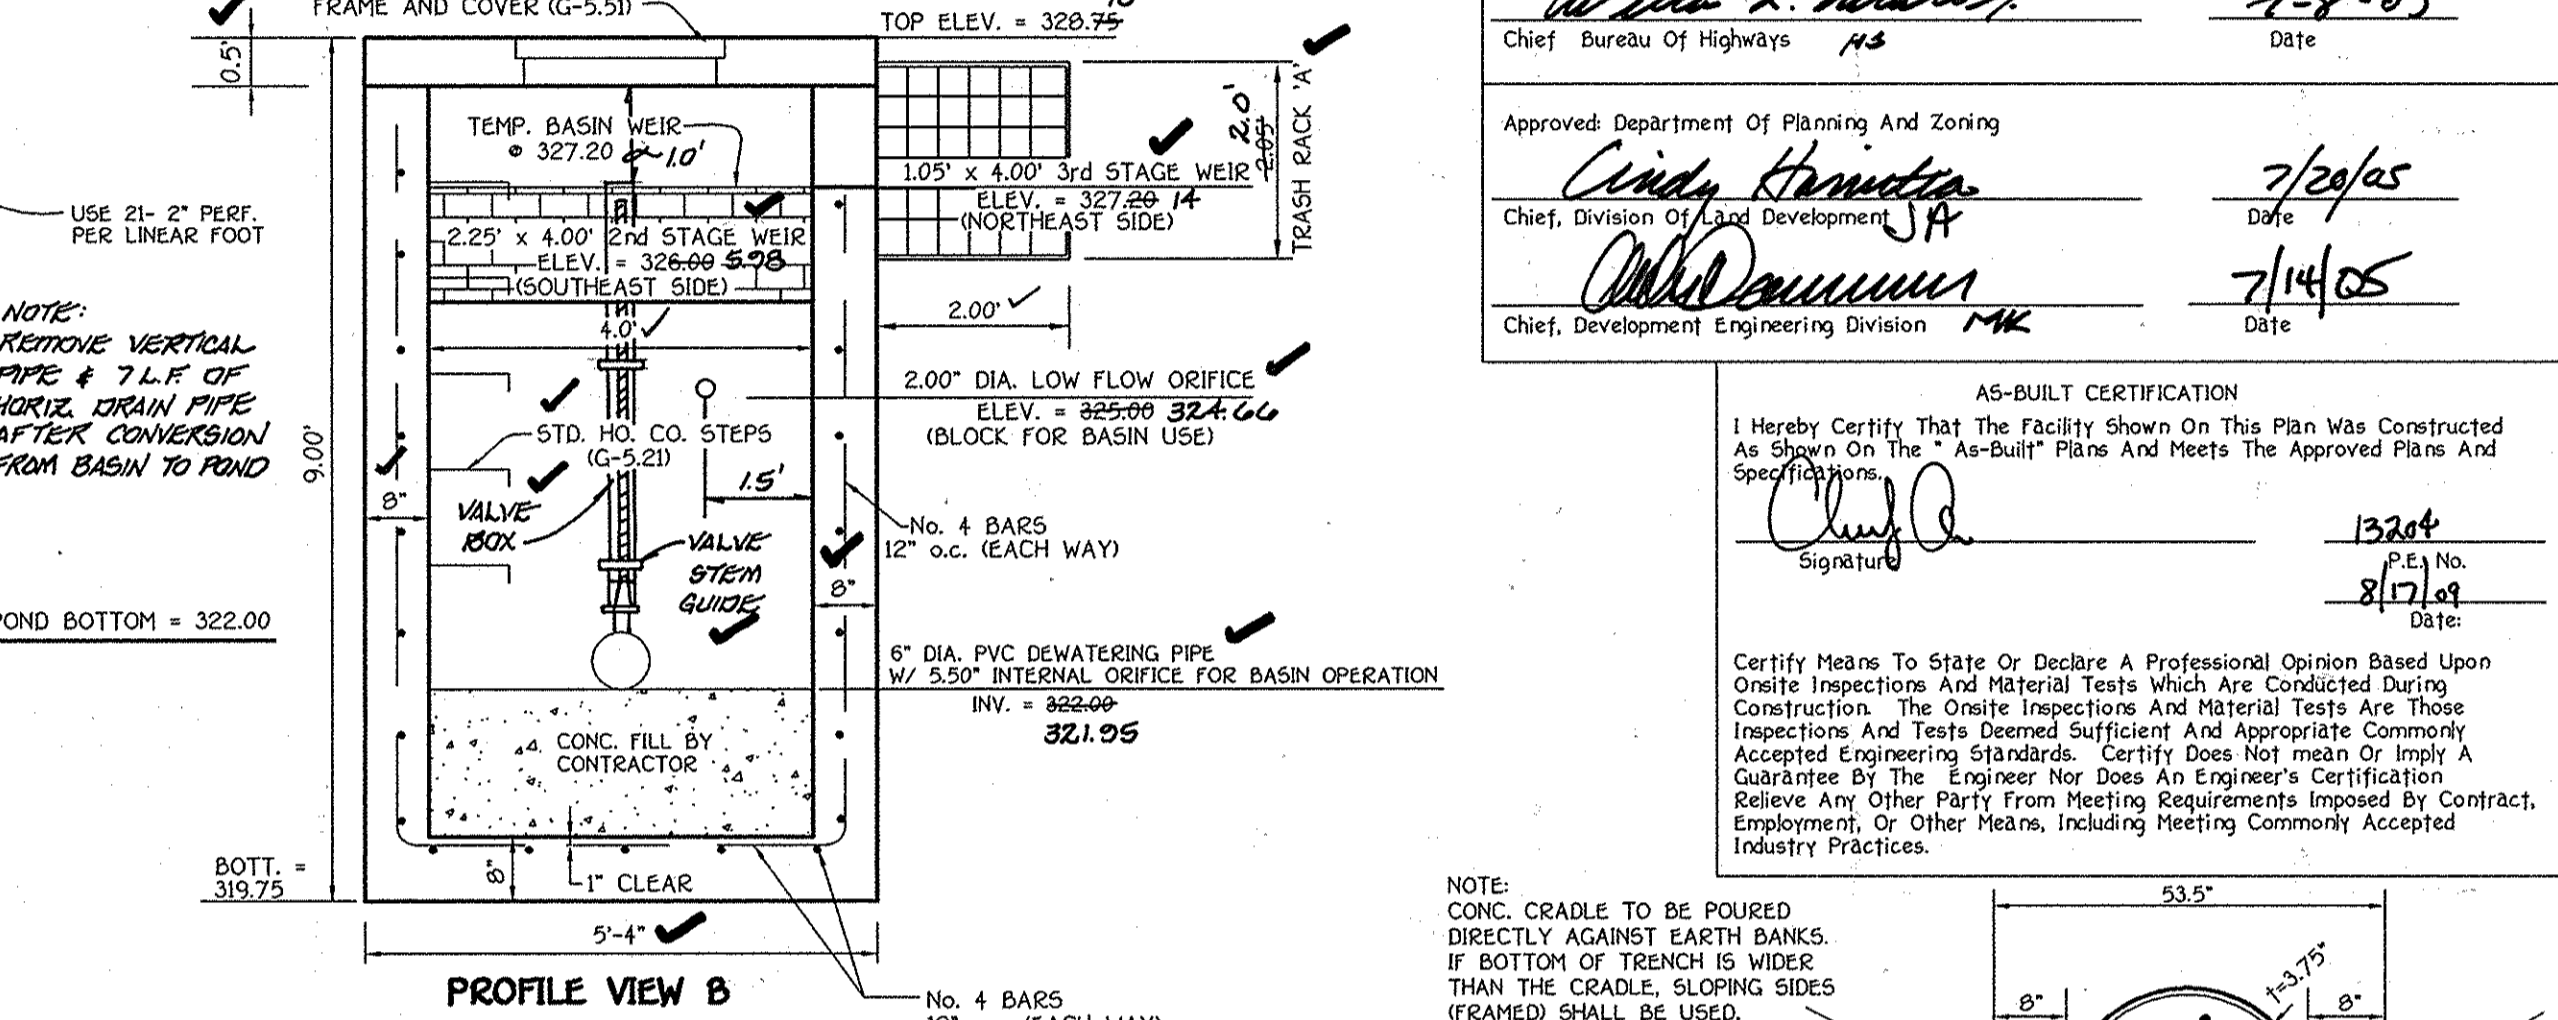 FRAME AND COVER (G-5.51)
TOP ELEV. = 328.75
0.5'
TEMP. BASIN WEIR
@ 327.20 ~1.0'
2.0'
2.05'
TRASH RACK 'A'
1.05' x 4.00' 3rd STAGE WEIR
ELEV. = 327.20 14
(NORTHEAST SIDE)
USE 21- 2" PERF.
PER LINEAR FOOT
2.25' x 4.00' 2nd STAGE WEIR
ELEV. = 326.00 5.98
(SOUTHEAST SIDE)
2.00'
4.0'
NOTE:
REMOVE VERTICAL
PIPE & 7 L.F. OF
HORIZ. DRAIN PIPE
AFTER CONVERSION
FROM BASIN TO POND
9.00'
2.00" DIA. LOW FLOW ORIFICE
ELEV. = 325.00 324.66
(BLOCK FOR BASIN USE)
STD. HO. CO. STEPS
(G-5.21)
1.5'
8"
VALVE
BOX
VALVE
STEM
GUIDE
8"
No. 4 BARS
12" o.c. (EACH WAY)
POND BOTTOM = 322.00
6" DIA. PVC DEWATERING PIPE
W/ 5.50" INTERNAL ORIFICE FOR BASIN OPERATION
INV. = 322.00
321.95
CONC. FILL BY
CONTRACTOR
BOTT. =
319.75
8"
1" CLEAR
5'-4"
PROFILE VIEW B
No. 4 BARS
Chief Bureau Of Highways
Date
Approved: Department Of Planning And Zoning
7/20/05
Chief, Division Of Land Development JA
Date
7/14/05
Chief, Development Engineering Division MK
Date
AS-BUILT CERTIFICATION
I Hereby Certify That The Facility Shown On This Plan Was Constructed
As Shown On The " As-Built" Plans And Meets The Approved Plans And
Specifications.
13204
Signature
P.E. No.
8/17/09
Date:
Certify Means To State Or Declare A Professional Opinion Based Upon
Onsite Inspections And Material Tests Which Are Conducted During
Construction. The Onsite Inspections And Material Tests Are Those
Inspections And Tests Deemed Sufficient And Appropriate Commonly
Accepted Engineering Standards. Certify Does Not mean Or Imply A
Guarantee By The Engineer Nor Does An Engineer's Certification
Relieve Any Other Party From Meeting Requirements Imposed By Contract,
Employment, Or Other Means, Including Meeting Commonly Accepted
Industry Practices.
NOTE:
CONC. CRADLE TO BE POURED
DIRECTLY AGAINST EARTH BANKS.
IF BOTTOM OF TRENCH IS WIDER
THAN THE CRADLE, SLOPING SIDES
(FRAMED) SHALL BE USED.
53.5"
t=3.75"
8"
8"